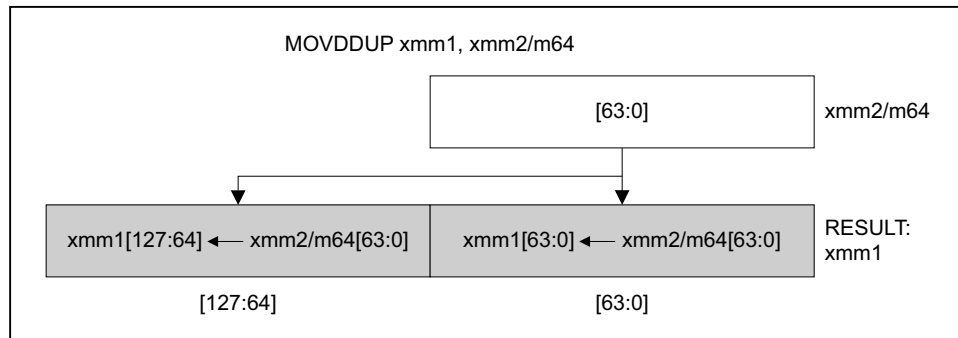 MOVDDUP xmm1, xmm2/m64
[63:0]
xmm2/m64
xmm1[127:64] ← xmm2/m64[63:0]
xmm1[63:0] ← xmm2/m64[63:0]
RESULT:
xmm1
[127:64]
[63:0]